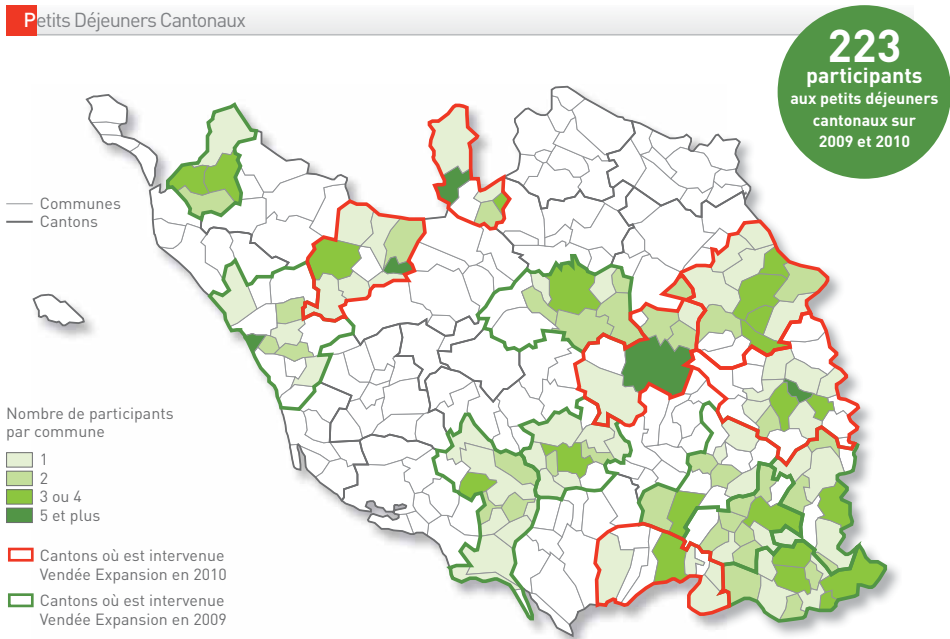 Petits Déjeuners Cantonaux
223
participants
aux petits déjeuners
cantonaux sur
2009 et 2010
Communes
Cantons
Nombre de participants
par commune
1
2
3 ou 4
5 et plus
Cantons où est intervenue
Vendée Expansion en 2010
Cantons où est intervenue
Vendée Expansion en 2009